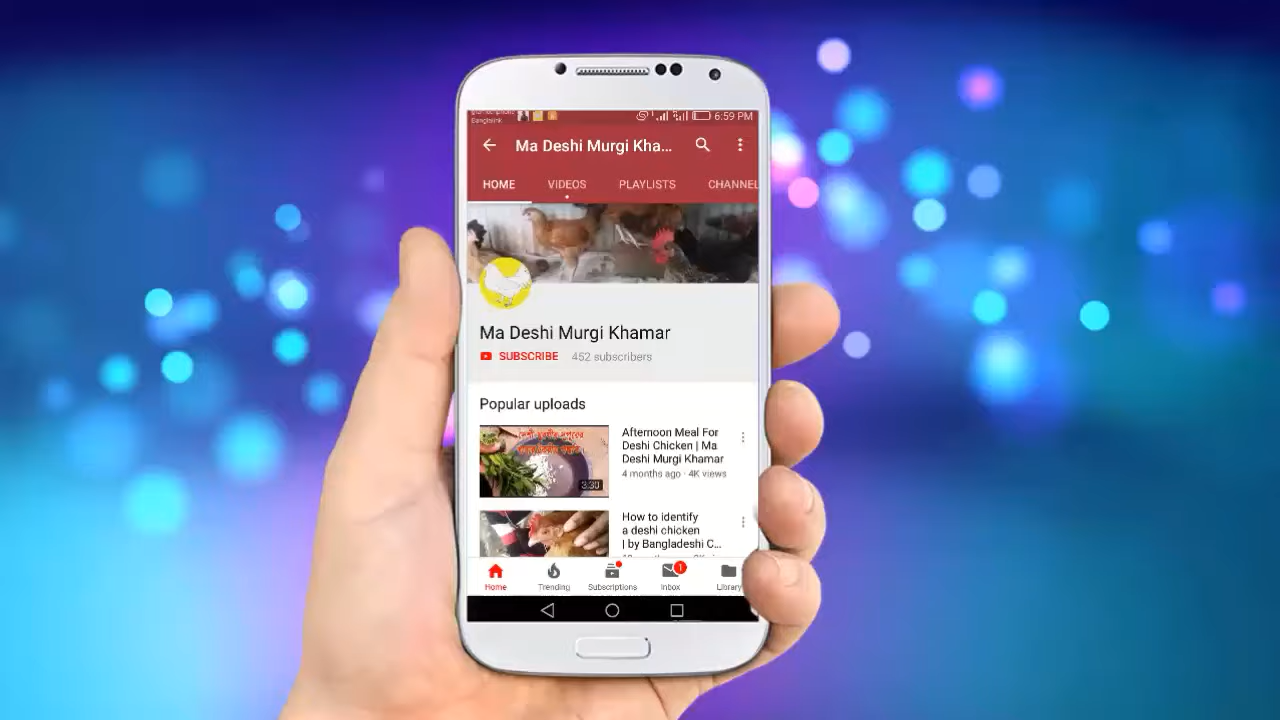 Banglalink
6:59 PM
Ma Deshi Murgi Kha...
HOME VIDEOS PLAYLISTS CHANNEL
Ma Deshi Murgi Khamar
SUBSCRIBE 452 subscribers
Popular uploads
3:30
Afternoon Meal For
Deshi Chicken | Ma
Deshi Murgi Khamar
4 months ago · 4K views
How to identify
a deshi chicken
| by Bangladeshi C...
1
Home Trending Subscriptions Inbox Library